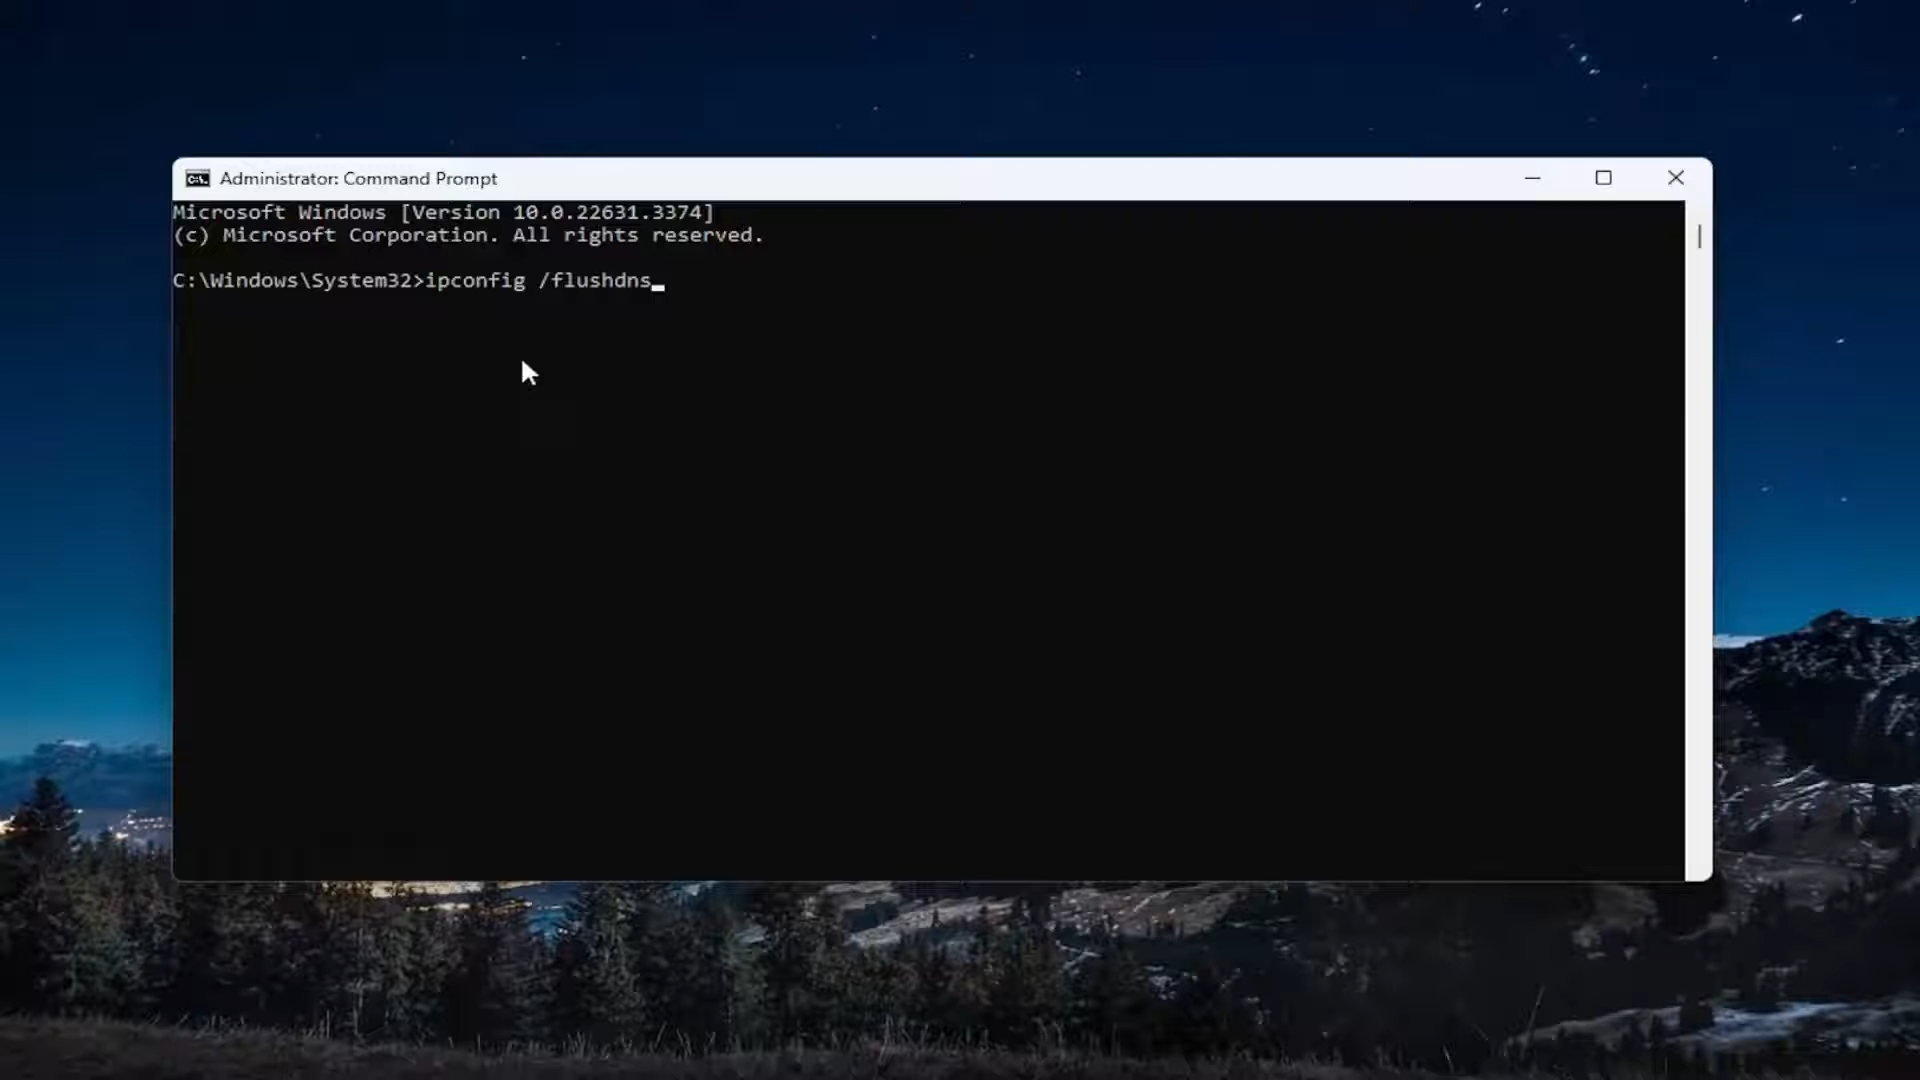 Administrator: Command Prompt
Microsoft Windows [Version 10.0.22631.3374]
(c) Microsoft Corporation. All rights reserved.
C:\Windows\System32>ipconfig /flushdns